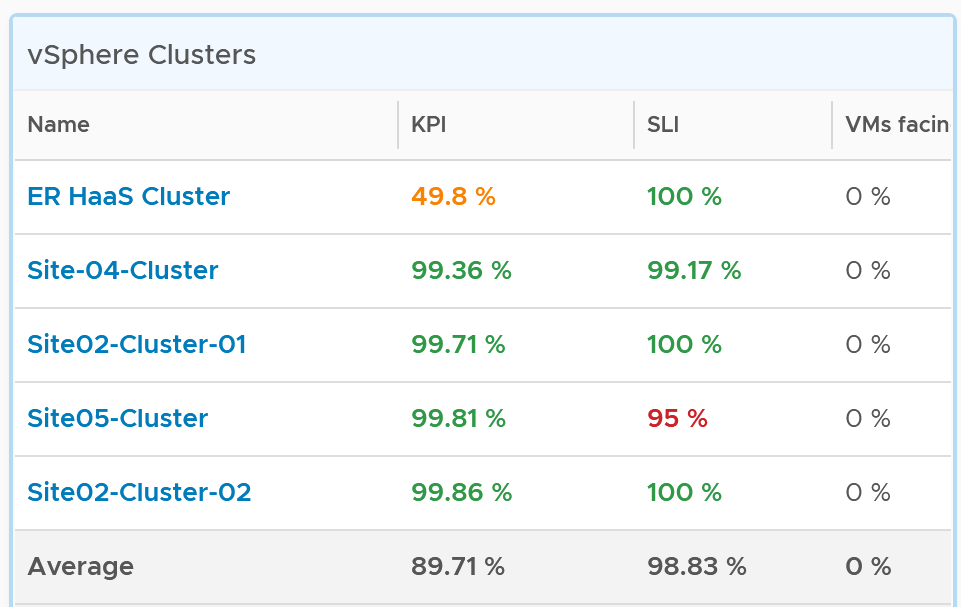 vSphere Clusters
Name KPI SLI VMs facin
ER HaaS Cluster 49.8 % 100 % 0 %
Site-04-Cluster 99.36 % 99.17 % 0 %
Site02-Cluster-01 99.71 % 100 % 0 %
Site05-Cluster 99.81 % 95 % 0 %
Site02-Cluster-02 99.86 % 100 % 0 %
Average 89.71 % 98.83 % 0 %